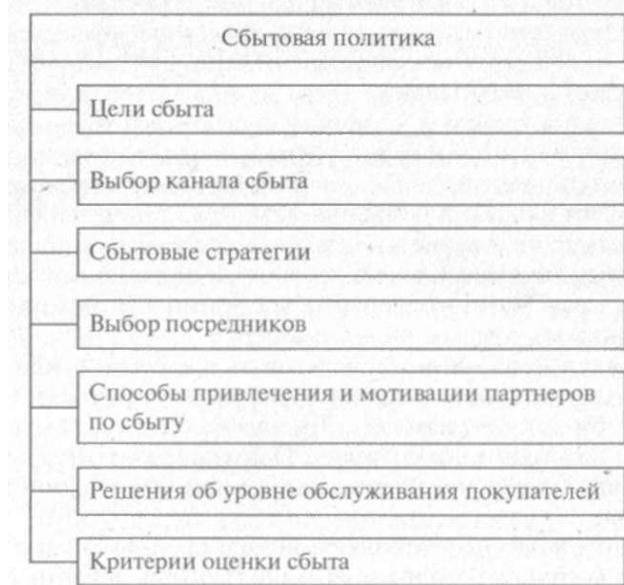 Сбытовая политика
Цели сбыта
Выбор канала сбыта
Сбытовые стратегии
Выбор посредников
Способы привлечения и мотивации партнеров
по сбыту
Решения об уровне обслуживания покупателей
Критерии оценки сбыта